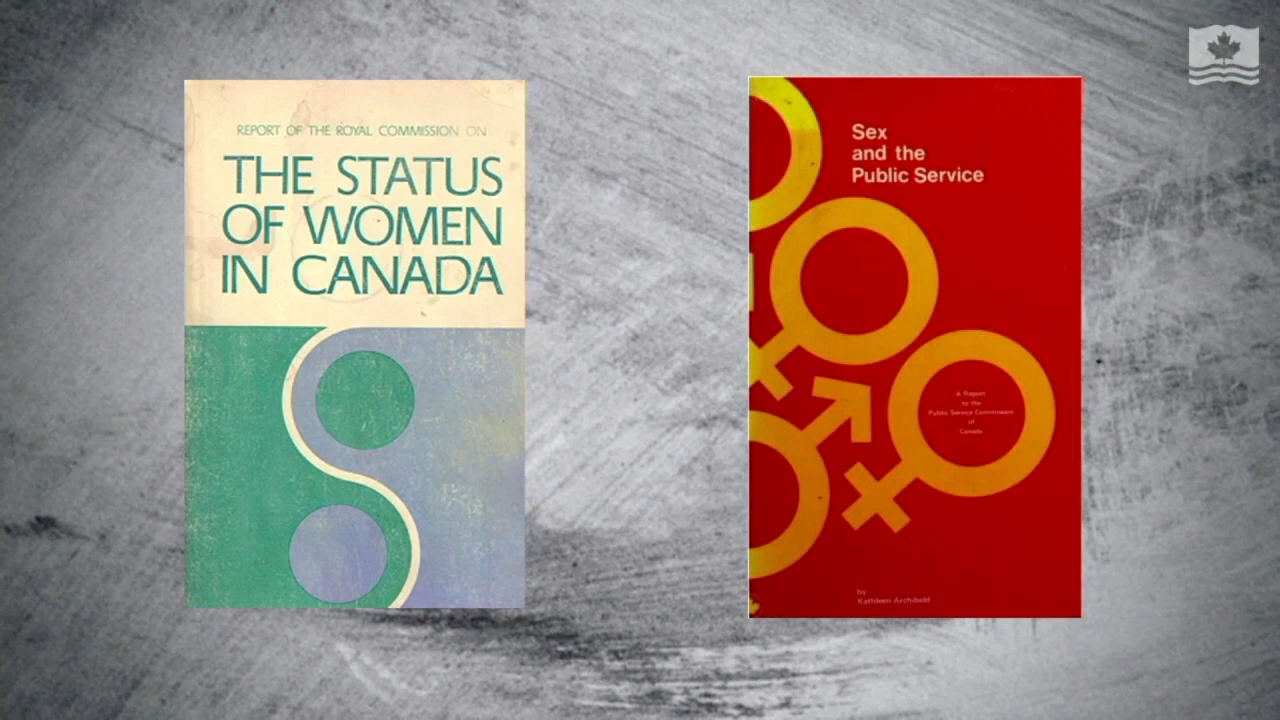 REPORT OF THE ROYAL COMMISSION ON
THE STATUS
OF WOMEN
IN CANADA
Sex
and the
Public Service
A Report
to the
Public Service Commission
of
Canada
by
Kathleen Archibald